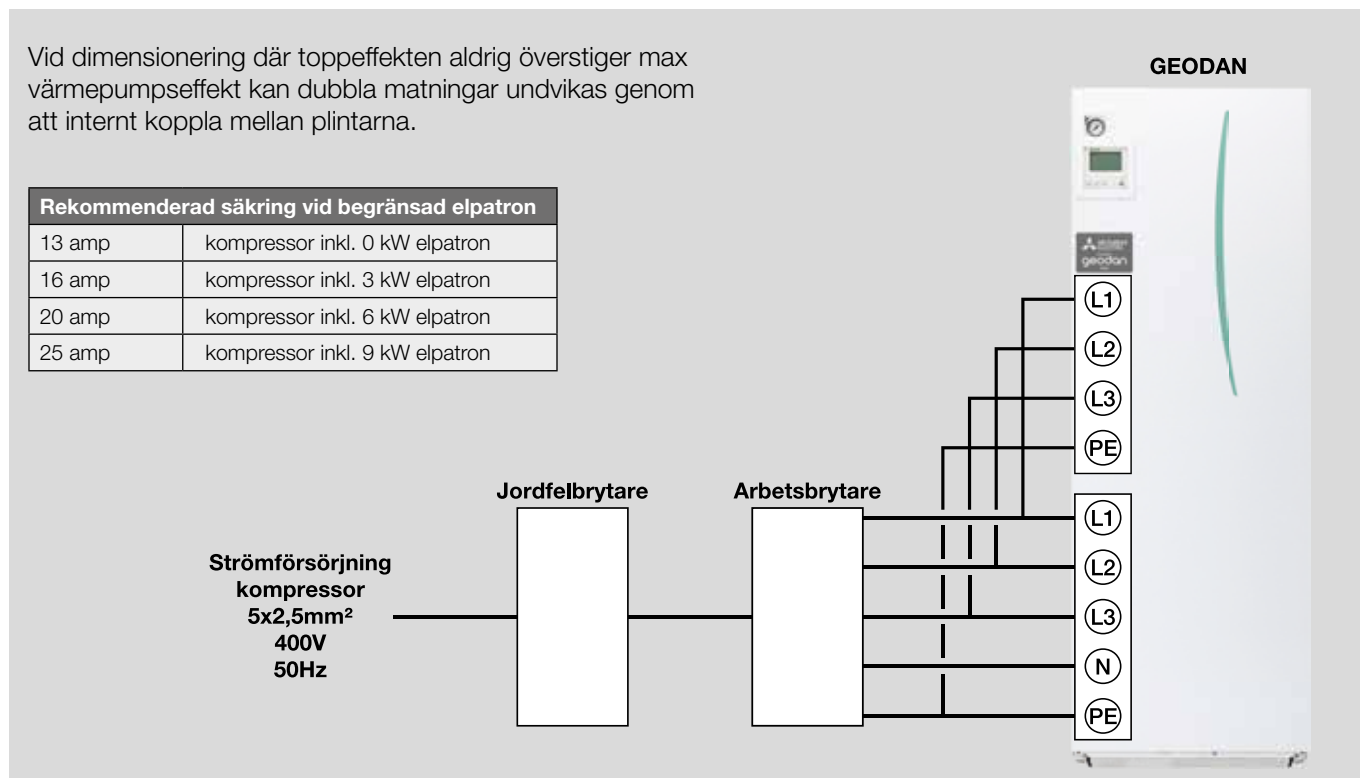 Vid dimensionering där toppeffekten aldrig överstiger max
värmepumpseffekt kan dubbla matningar undvikas genom
att internt koppla mellan plintarna.
Rekommenderad säkring vid begränsad elpatron
13 amp kompressor inkl. 0 kW elpatron
16 amp kompressor inkl. 3 kW elpatron
20 amp kompressor inkl. 6 kW elpatron
25 amp kompressor inkl. 9 kW elpatron
GEODAN
geodan
L1
L2
L3
PE
Jordfelbrytare
Arbetsbrytare
Strömförsörjning
kompressor
5x2,5mm²
400V
50Hz
L1
L2
L3
N
PE